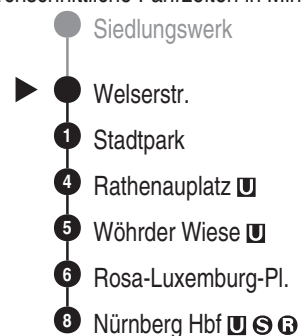 Siedlungswerk
Welserstr.
1 Stadtpark
4 Rathenauplatz U
5 Wöhrder Wiese U
6 Rosa-Luxemburg-Pl.
8 Nürnberg Hbf U S R